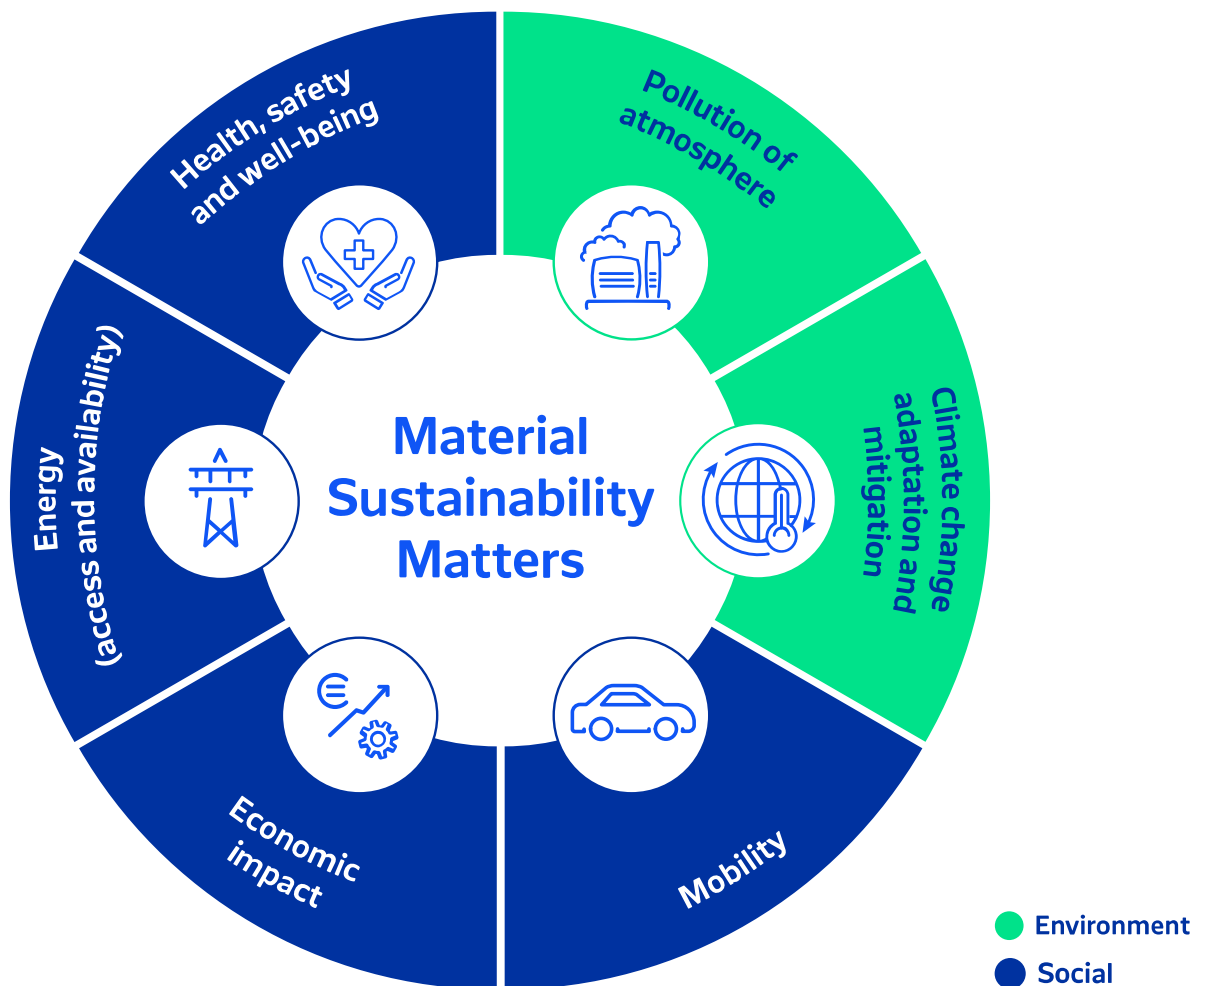 Health, safety
and well-being
Pollution of
atmosphere
Climate change
adaptation and
mitigation
Mobility
Economic
impact
Energy
(access and availability)
Material
Sustainability
Matters
Environment
Social